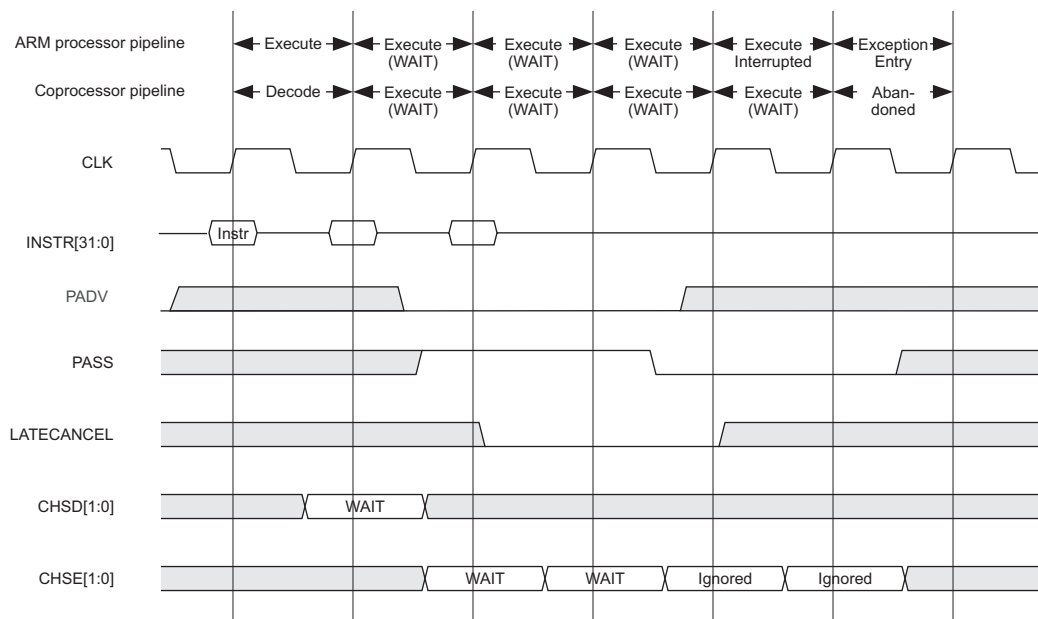 ARM processor pipeline
Execute
Execute
(WAIT)
Execute
(WAIT)
Execute
(WAIT)
Execute
Interrupted
Exception
Entry
Coprocessor pipeline
Decode
Execute
(WAIT)
Execute
(WAIT)
Execute
(WAIT)
Execute
(WAIT)
Aban-
doned
CLK
INSTR[31:0]
Instr
PADV
PASS
LATECANCEL
CHSD[1:0]
WAIT
CHSE[1:0]
WAIT
WAIT
Ignored
Ignored